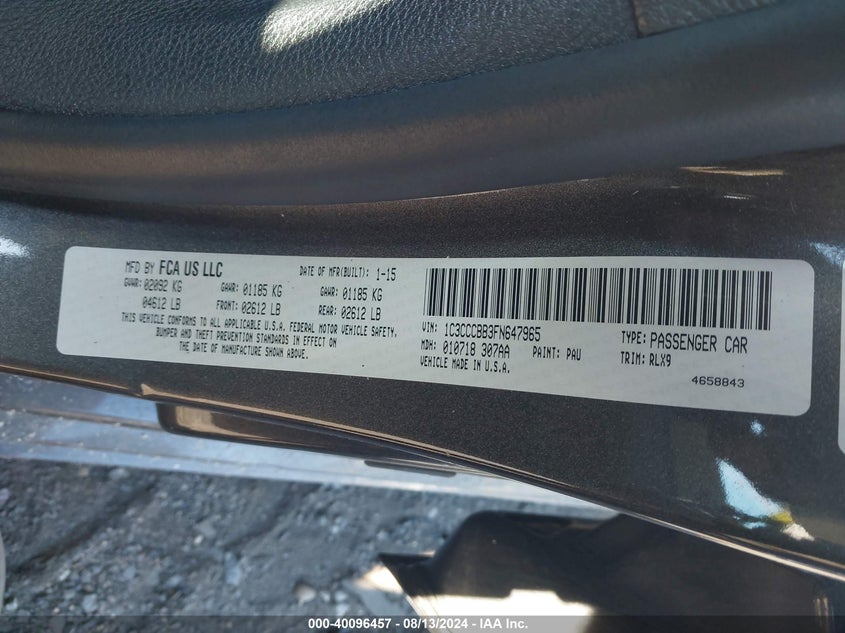 MFD BY FCA US LLC DATE OF MFR(BUILT): 1-15
GVWR: 02092 KG GAWR: 01185 KG GAWR: 01185 KG
04612 LB FRONT: 02612 LB REAR: 02612 LB
THIS VEHICLE CONFORMS TO ALL APPLICABLE U.S.A. FEDERAL MOTOR VEHICLE SAFETY,
BUMPER AND THEFT PREVENTION STANDARDS IN EFFECT ON
THE DATE OF MANUFACTURE SHOWN ABOVE.
VIN: 1C3CCCBB3FN647965 TYPE: PASSENGER CAR
MDH: 010718 307AA PAINT: PAU TRIM: RLX9
VEHICLE MADE IN U.S.A.
4658843
000-40096457 - 08/13/2024 - IAA Inc.